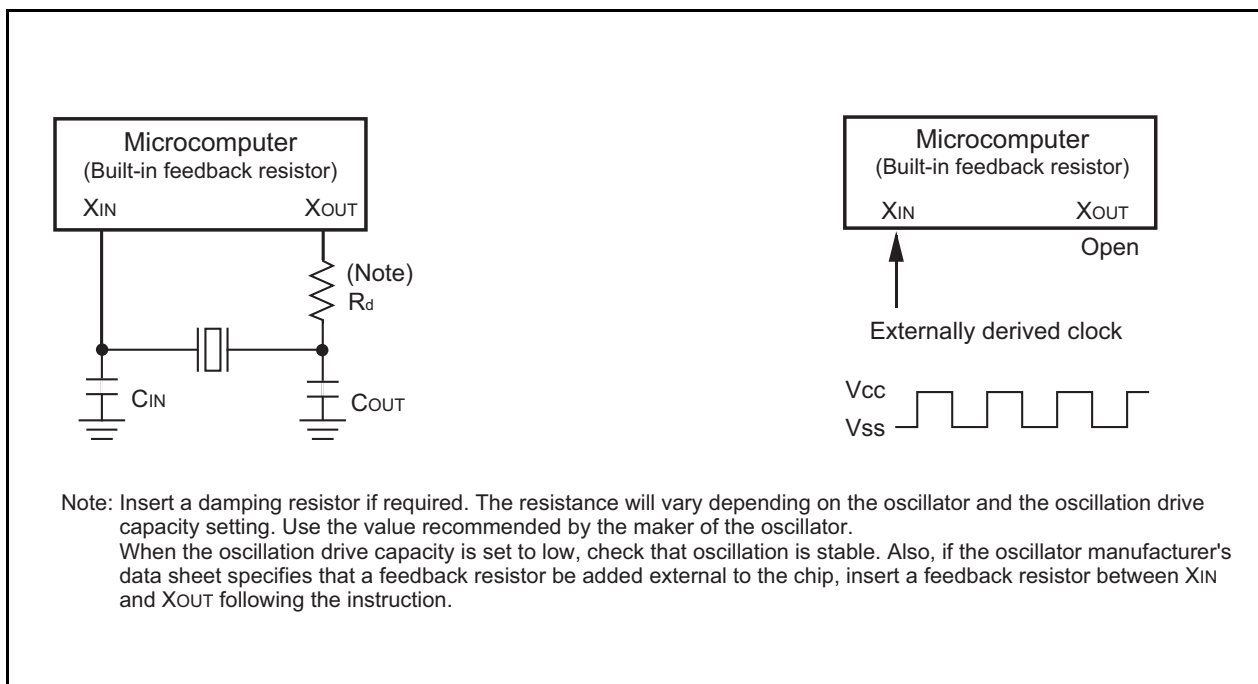 Microcomputer
(Built-in feedback resistor)
XIN XOUT
(Note)
Rd
CIN
COUT
Microcomputer
(Built-in feedback resistor)
XIN XOUT
Open
Externally derived clock
Vcc
Vss
Note: Insert a damping resistor if required. The resistance will vary depending on the oscillator and the oscillation drive
capacity setting. Use the value recommended by the maker of the oscillator.
When the oscillation drive capacity is set to low, check that oscillation is stable. Also, if the oscillator manufacturer's
data sheet specifies that a feedback resistor be added external to the chip, insert a feedback resistor between XIN
and XOUT following the instruction.